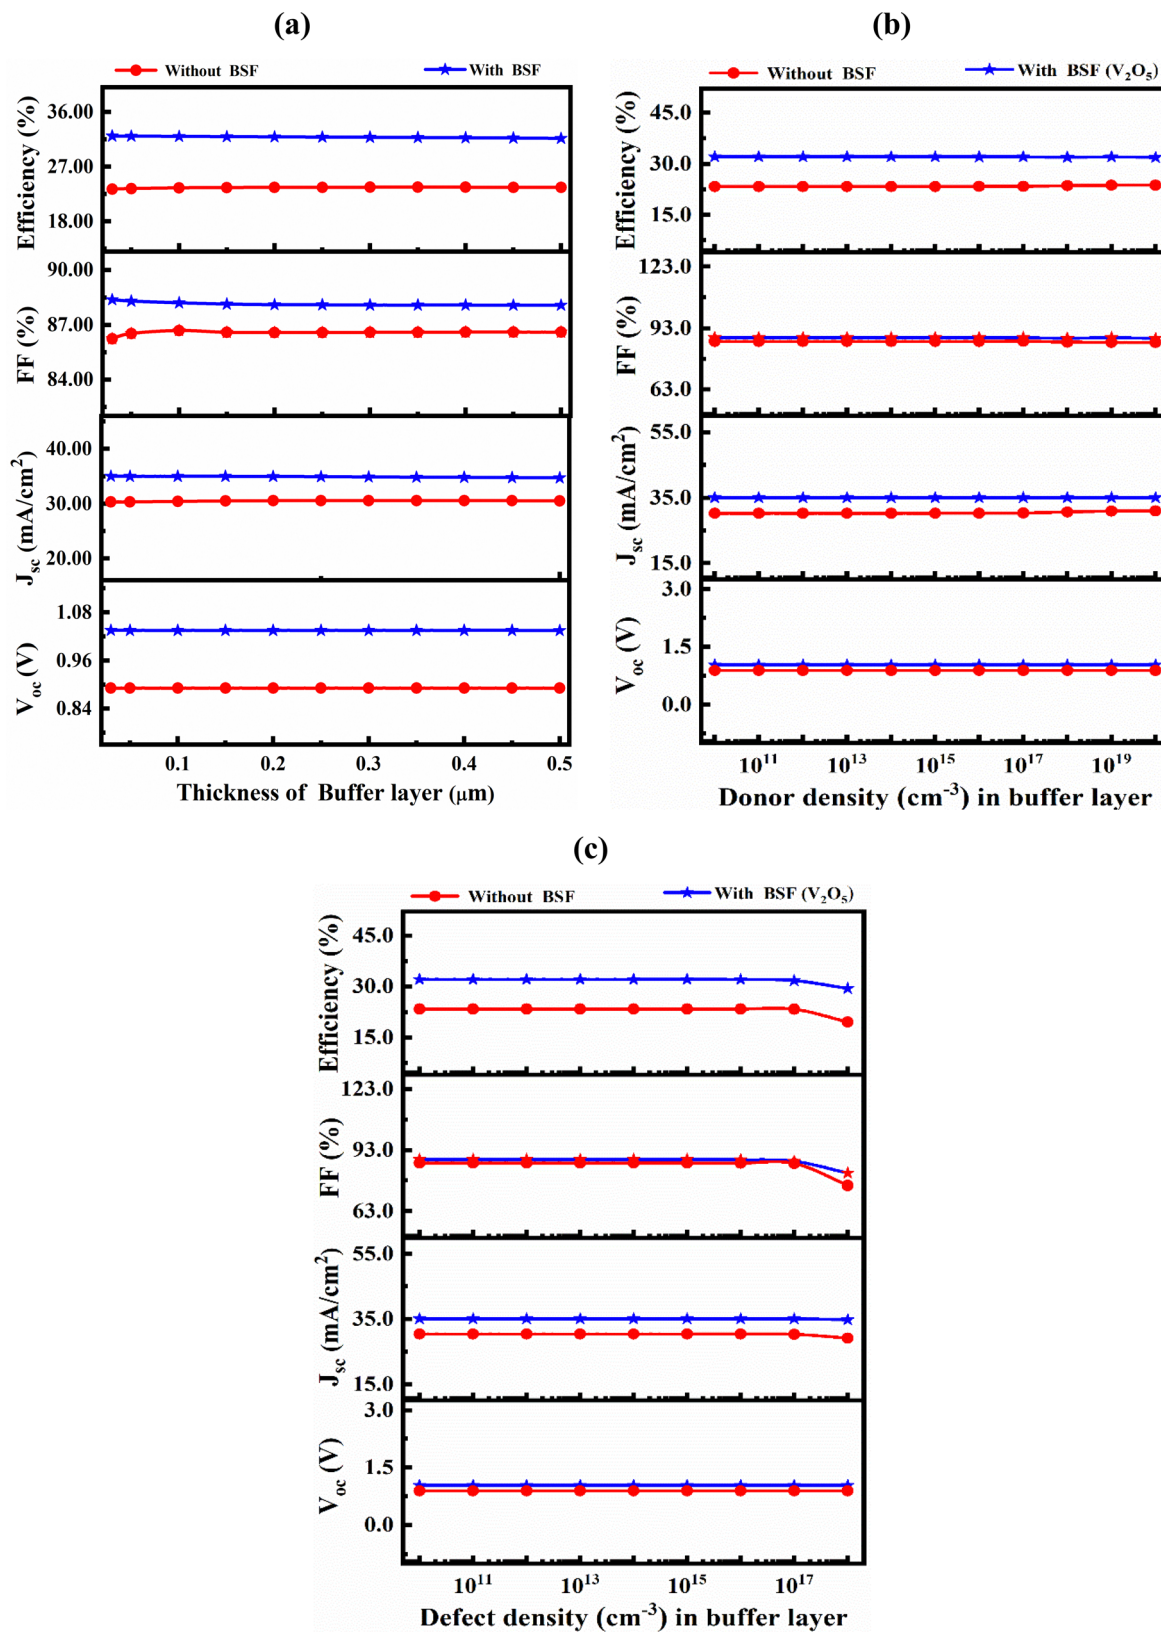 (a)
Without BSF
With BSF
Efficiency (%)
36.00
27.00
18.00
FF (%)
90.00
87.00
84.00
J_sc (mA/cm²)
40.00
30.00
20.00
V_oc (V)
1.08
0.96
0.84
0.1 0.2 0.3 0.4 0.5
Thickness of Buffer layer (μm)
(b)
Without BSF
With BSF (V₂O₅)
Efficiency (%)
45.0
30.0
15.0
FF (%)
123.0
93.0
63.0
J_sc (mA/cm²)
55.0
35.0
15.0
V_oc (V)
3.0
1.5
0.0
10¹¹ 10¹³ 10¹⁵ 10¹⁷ 10¹⁹
Donor density (cm⁻³) in buffer layer
(c)
Without BSF
With BSF (V₂O₅)
Efficiency (%)
45.0
30.0
15.0
FF (%)
123.0
93.0
63.0
J_sc (mA/cm²)
55.0
35.0
15.0
V_oc (V)
3.0
1.5
0.0
10¹¹ 10¹³ 10¹⁵ 10¹⁷
Defect density (cm⁻³) in buffer layer